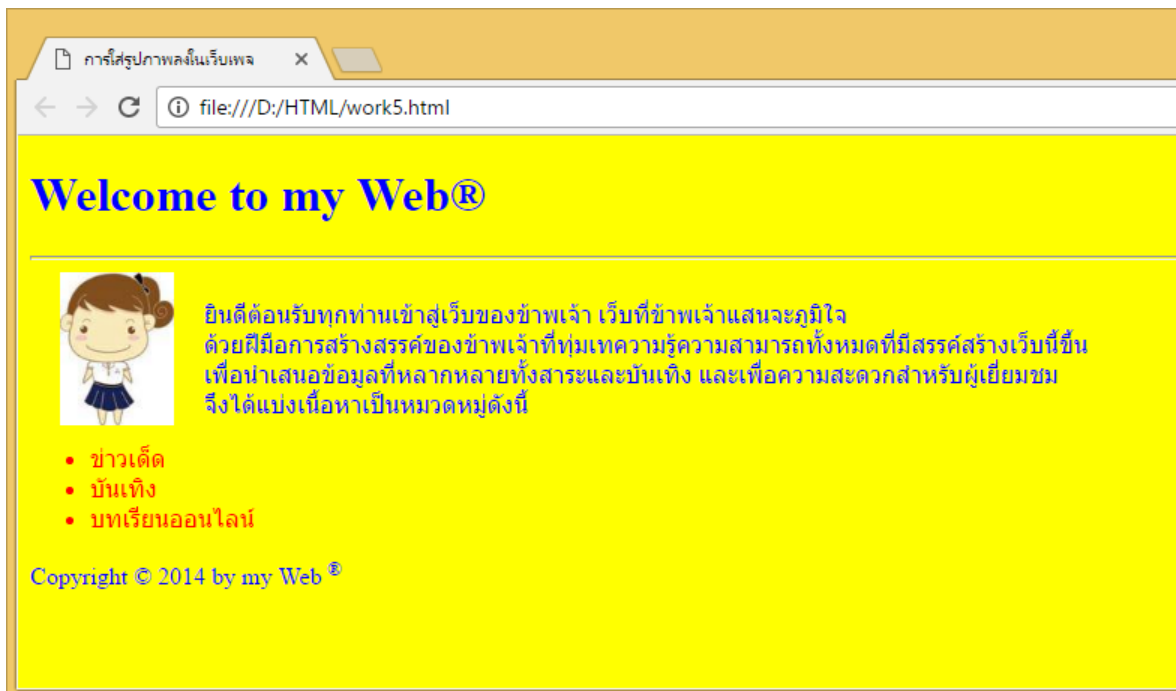 การใส่รูปภาพลงในเว็บเพจ
file:///D:/HTML/work5.html
Welcome to my Web®
ยินดีต้อนรับทุกท่านเข้าสู่เว็บของข้าพเจ้า เว็บที่ข้าพเจ้าแสนจะภูมิใจ
ด้วยฝีมือการสร้างสรรค์ของข้าพเจ้าที่ทุ่มเทความรู้ความสามารถทั้งหมดที่มีสรรค์สร้างเว็บนี้ขึ้น
เพื่อนำเสนอข้อมูลที่หลากหลายทั้งสาระและบันเทิง และเพื่อความสะดวกสำหรับผู้เยี่ยมชม
จึงได้แบ่งเนื้อหาเป็นหมวดหมู่ดังนี้
• ข่าวเด็ด
• บันเทิง
• บทเรียนออนไลน์
Copyright © 2014 by my Web ®